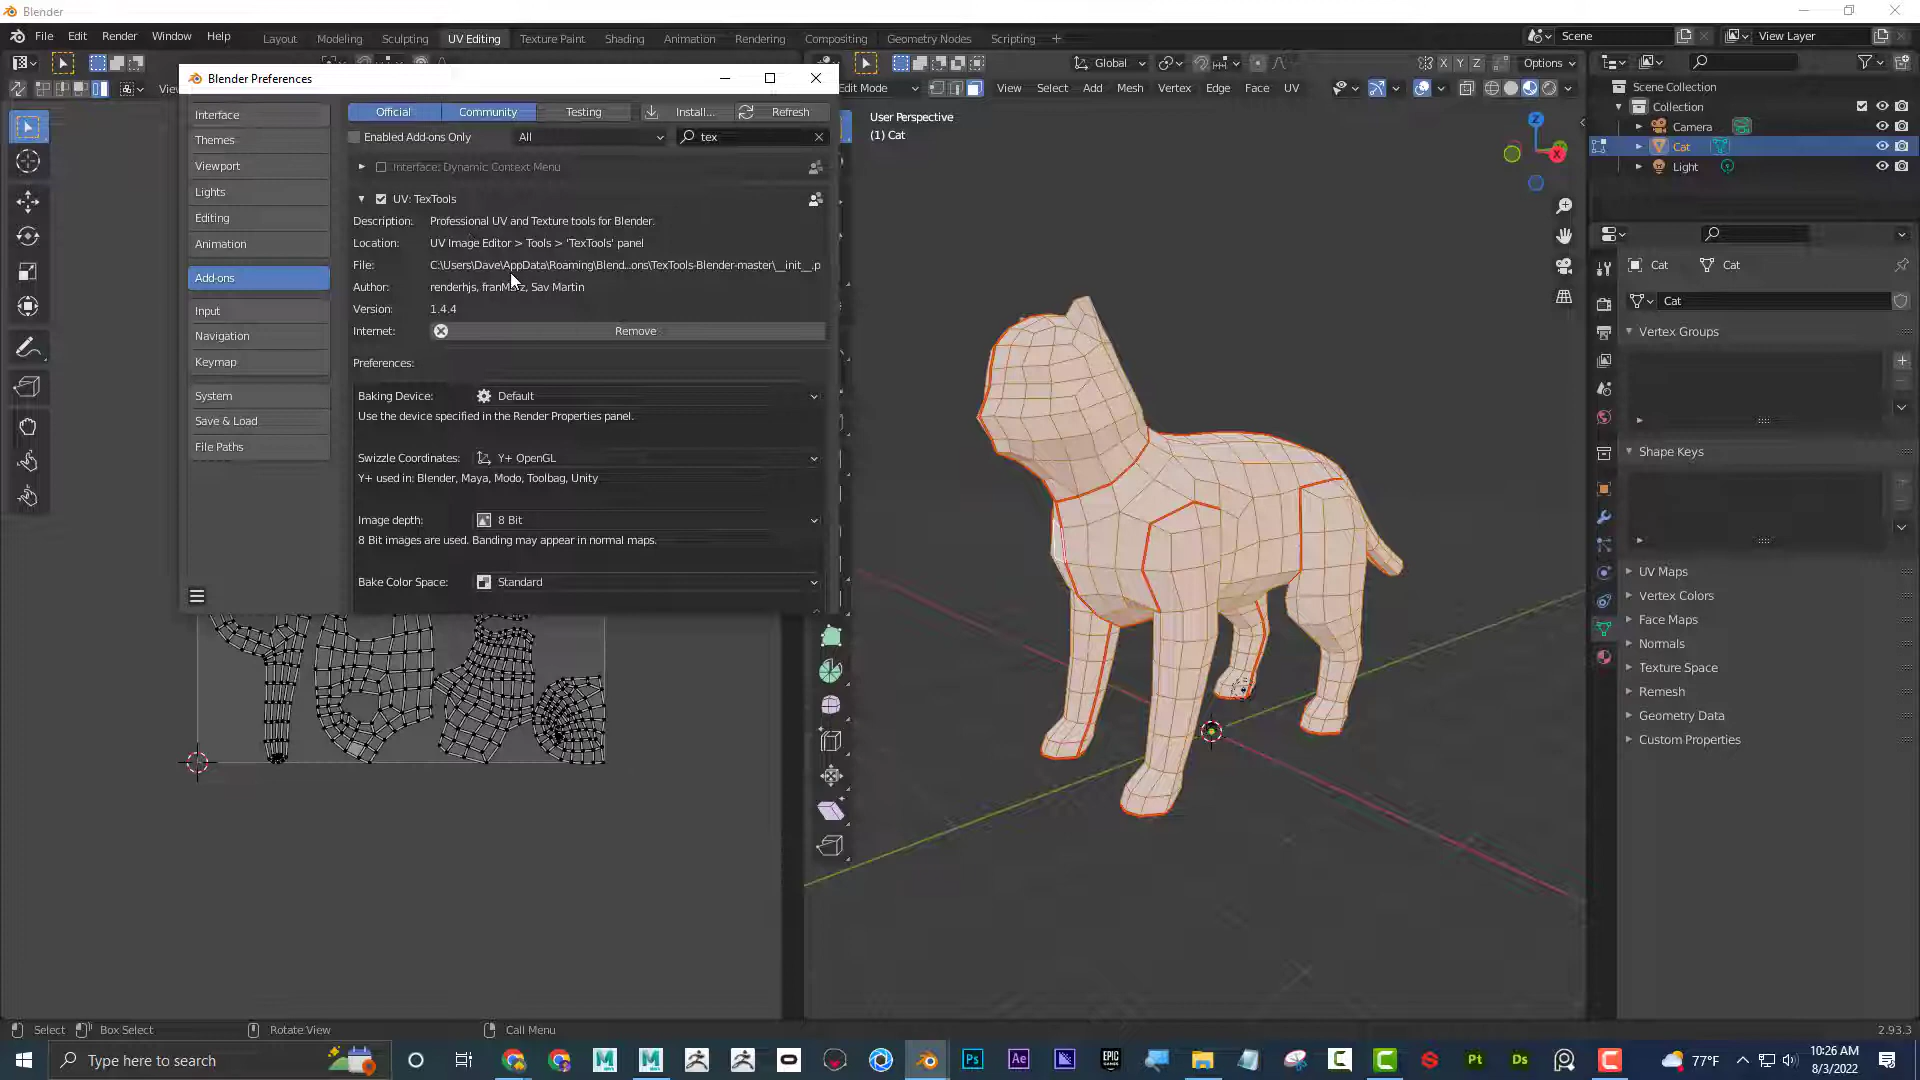 Blender
File Edit Render Window Help
Layout Modeling Sculpting UV Editing Texture Paint Shading Animation Rendering Compositing Geometry Nodes Scripting +
Scene
View Layer
Global
X Y Z
Options
Edit Mode
View Select Add Mesh Vertex Edge Face UV
Blender Preferences
Interface
Themes
Viewport
Lights
Editing
Animation
Add-ons
Input
Navigation
Keymap
System
Save & Load
File Paths
Official Community Testing Install... Refresh
Enabled Add-ons Only All tex
Interface: Dynamic Context Menu
UV: TexTools
Description: Professional UV and Texture tools for Blender.
Location: UV Image Editor > Tools > 'TexTools' panel
File: C:\Users\Dave\AppData\Roaming\Blend...ons\TexTools-Blender-master\__init__.p
Author: renderhjs, franMarz, Sav Martin
Version: 1.4.4
Internet: Remove
Preferences:
Baking Device: Default
Use the device specified in the Render Properties panel.
Swizzle Coordinates: Y+ OpenGL
Y+ used in: Blender, Maya, Modo, Toolbag, Unity
Image depth: 8 Bit
8 Bit images are used. Banding may appear in normal maps.
Bake Color Space: Standard
User Perspective
(1) Cat
Z
X
Scene Collection
Collection
Camera
Cat
Light
Cat Cat
Cat
Vertex Groups
Shape Keys
UV Maps
Vertex Colors
Face Maps
Normals
Texture Space
Remesh
Geometry Data
Custom Properties
Select Box Select Rotate View Call Menu
2.93.3
Type here to search
Ps Ae EPIC GAMES Pt Ds
77°F
10:26 AM
8/3/2022